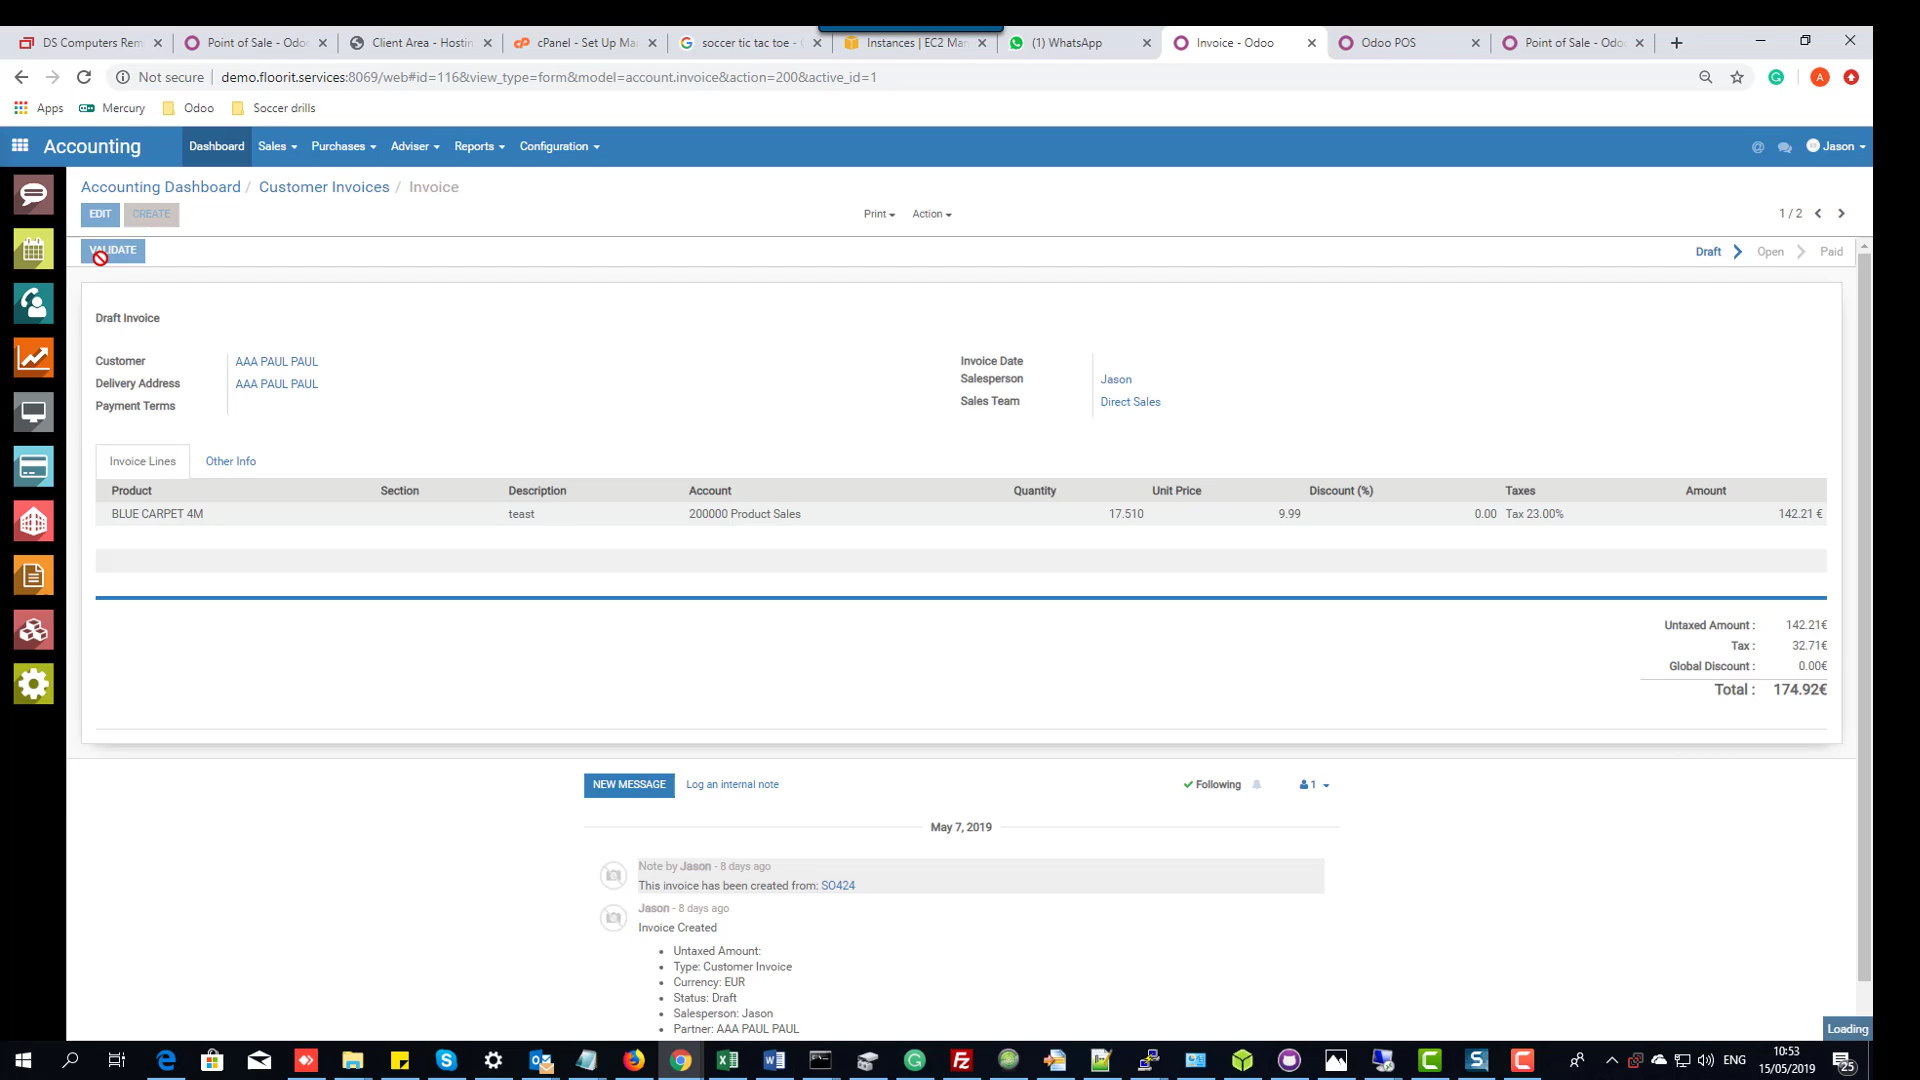 DS Computers Rem
Point of Sale - Odoo
Client Area - Hostin
cPanel - Set Up Ma
soccer tic tac toe -
Instances | EC2 Man
(1) WhatsApp
Invoice - Odoo
Odoo POS
Point of Sale - Odoo
Not secure
demo.floorit.services:8069/web#id=116&view_type=form&model=account.invoice&action=200&active_id=1
Apps
Mercury
Odoo
Soccer drills
Accounting
Dashboard
Sales
Purchases
Adviser
Reports
Configuration
Jason
Accounting Dashboard / Customer Invoices / Invoice
EDIT
CREATE
Print
Action
1 / 2
VALIDATE
Draft
Open
Paid
Draft Invoice
Customer AAA PAUL PAUL
Delivery Address AAA PAUL PAUL
Payment Terms
Invoice Date
Salesperson Jason
Sales Team Direct Sales
Invoice Lines
Other Info
Product Section Description Account Quantity Unit Price Discount (%) Taxes Amount
BLUE CARPET 4M teast 200000 Product Sales 17.510 9.99 0.00 Tax 23.00% 142.21 €
Untaxed Amount : 142.21€
Tax : 32.71€
Global Discount : 0.00€
Total : 174.92€
NEW MESSAGE
Log an internal note
Following
1
May 7, 2019
Note by Jason - 8 days ago
This invoice has been created from: SO424
Jason - 8 days ago
Invoice Created
Untaxed Amount:
Type: Customer Invoice
Currency: EUR
Status: Draft
Salesperson: Jason
Partner: AAA PAUL PAUL
Loading
ENG
10:53
15/05/2019
25